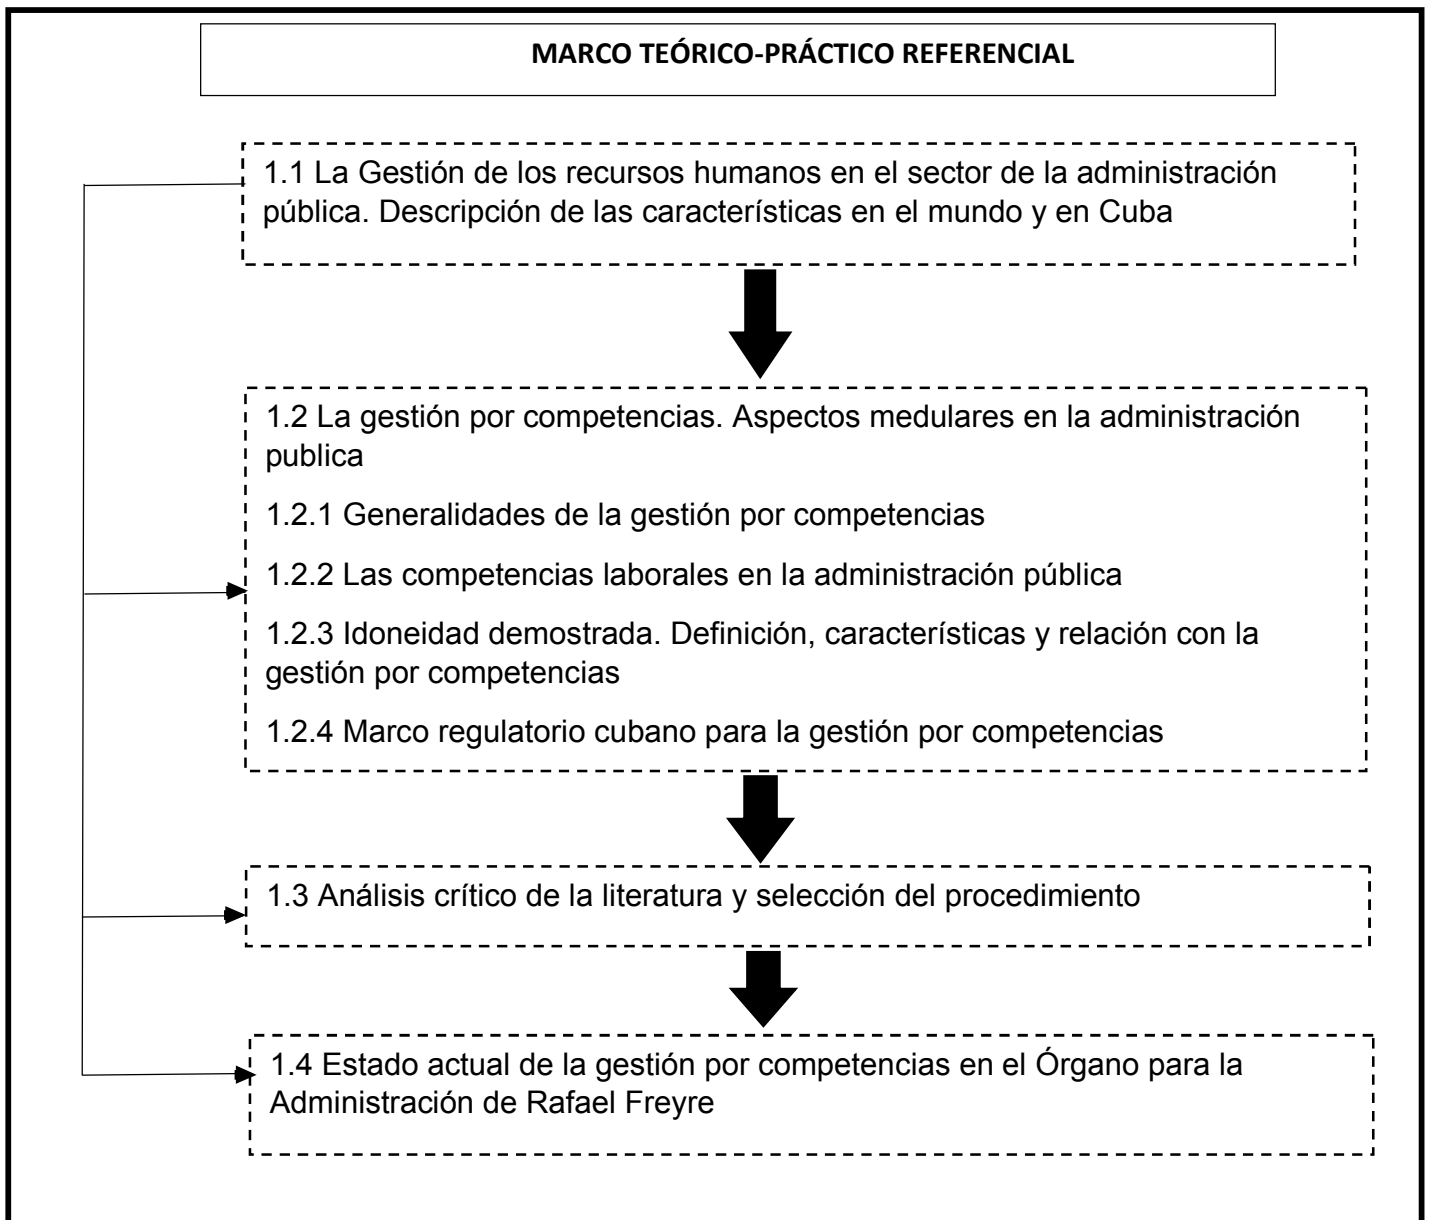 MARCO TEÓRICO-PRÁCTICO REFERENCIAL
1.1 La Gestión de los recursos humanos en el sector de la administración
pública. Descripción de las características en el mundo y en Cuba
1.2 La gestión por competencias. Aspectos medulares en la administración
publica
1.2.1 Generalidades de la gestión por competencias
1.2.2 Las competencias laborales en la administración pública
1.2.3 Idoneidad demostrada. Definición, características y relación con la
gestión por competencias
1.2.4 Marco regulatorio cubano para la gestión por competencias
1.3 Análisis crítico de la literatura y selección del procedimiento
1.4 Estado actual de la gestión por competencias en el Órgano para la
Administración de Rafael Freyre